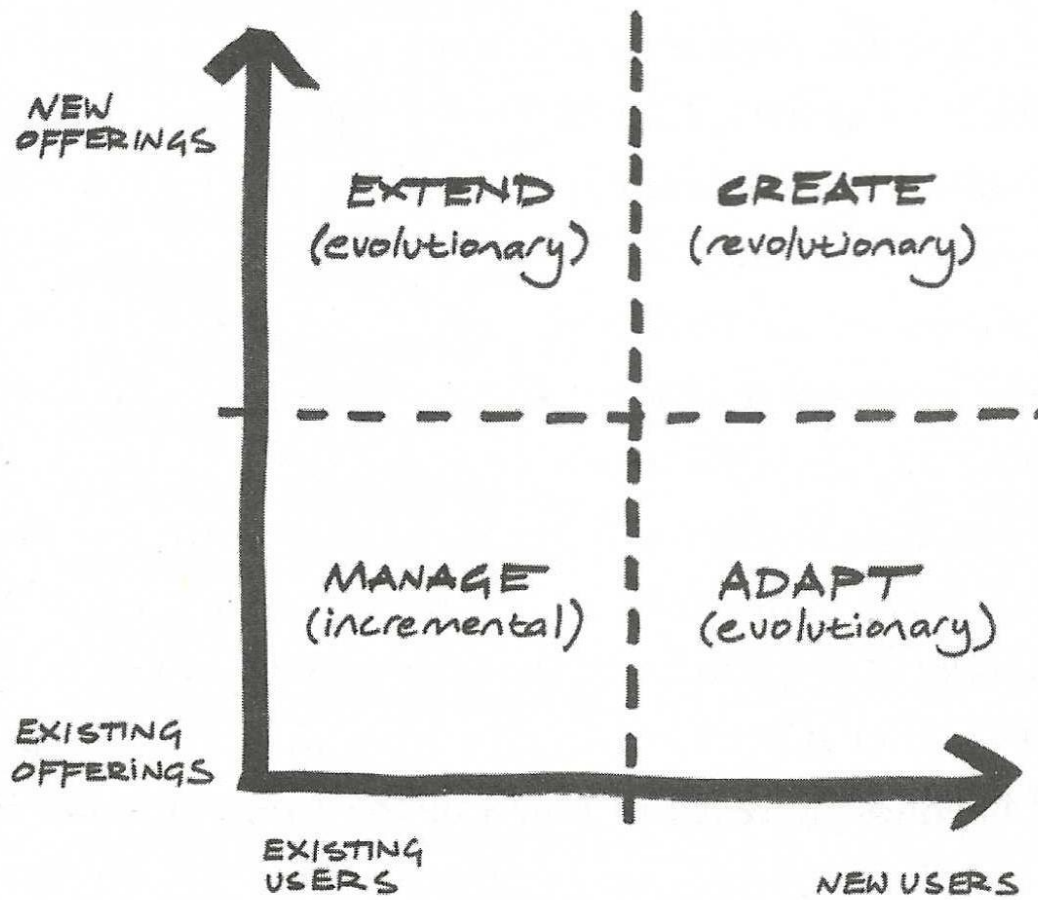 NEW
OFFERINGS
EXTEND
(evolutionary)
CREATE
(revolutionary)
MANAGE
(incremental)
ADAPT
(evolutionary)
EXISTING
OFFERINGS
EXISTING
USERS
NEW USERS